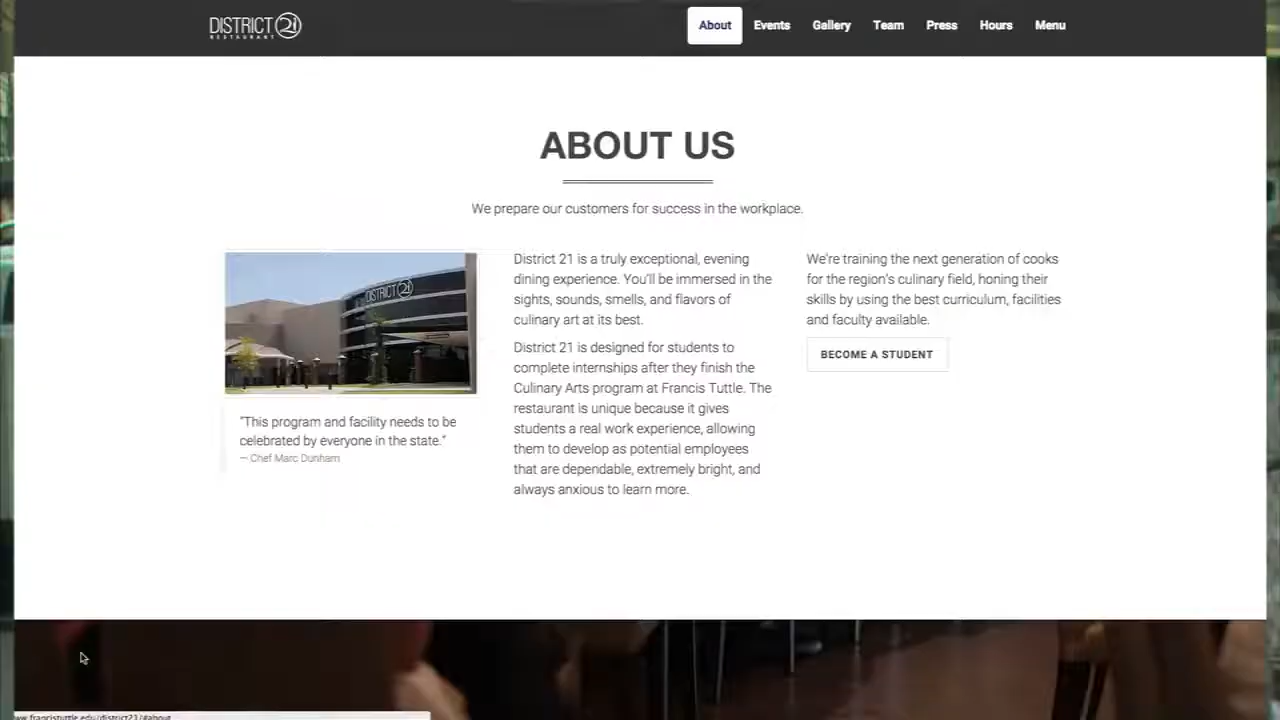 DISTRICT 21
RESTAURANT
About
Events
Gallery
Team
Press
Hours
Menu
ABOUT US
We prepare our customers for success in the workplace.
DISTRICT 21
“This program and facility needs to be
celebrated by everyone in the state.”
— Chef Marc Dunham
District 21 is a truly exceptional, evening
dining experience. You’ll be immersed in the
sights, sounds, smells, and flavors of
culinary art at its best.
District 21 is designed for students to
complete internships after they finish the
Culinary Arts program at Francis Tuttle. The
restaurant is unique because it gives
students a real work experience, allowing
them to develop as potential employees
that are dependable, extremely bright, and
always anxious to learn more.
We’re training the next generation of cooks
for the region’s culinary field, honing their
skills by using the best curriculum, facilities
and faculty available.
BECOME A STUDENT
ww.francistuttle.edu/district21/#about